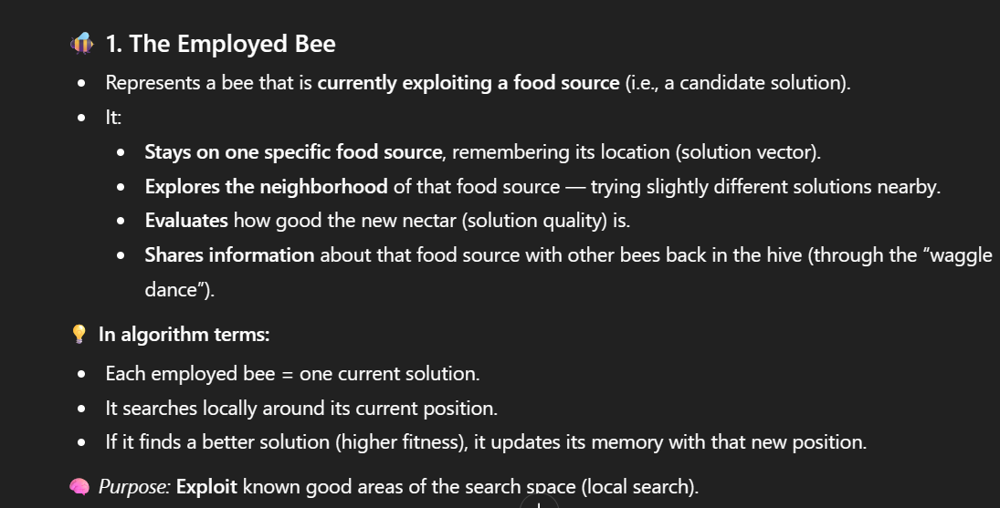 🐝 1. The Employed Bee
• Represents a bee that is currently exploiting a food source (i.e., a candidate solution).
• It:
• Stays on one specific food source, remembering its location (solution vector).
• Explores the neighborhood of that food source — trying slightly different solutions nearby.
• Evaluates how good the new nectar (solution quality) is.
• Shares information about that food source with other bees back in the hive (through the “waggle
dance”).
💡 In algorithm terms:
• Each employed bee = one current solution.
• It searches locally around its current position.
• If it finds a better solution (higher fitness), it updates its memory with that new position.
🧠 Purpose: Exploit known good areas of the search space (local search).